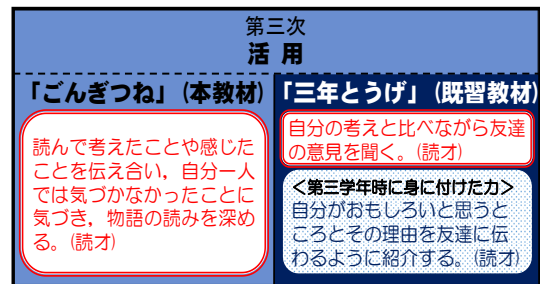 第三次
活用
「ごんぎつね」(本教材)
読んで考えたことや感じた
ことを伝え合い，自分一人
では気づかなかったことに
気づき，物語の読みを深め
る。(読オ)
「三年とうげ」(既習教材)
自分の考えと比べながら友達
の意見を聞く。(読オ)
＜第三学年時に身に付けた力＞
自分がおもしろいと思うと
ころとその理由を友達に伝
わるように紹介する。(読オ)